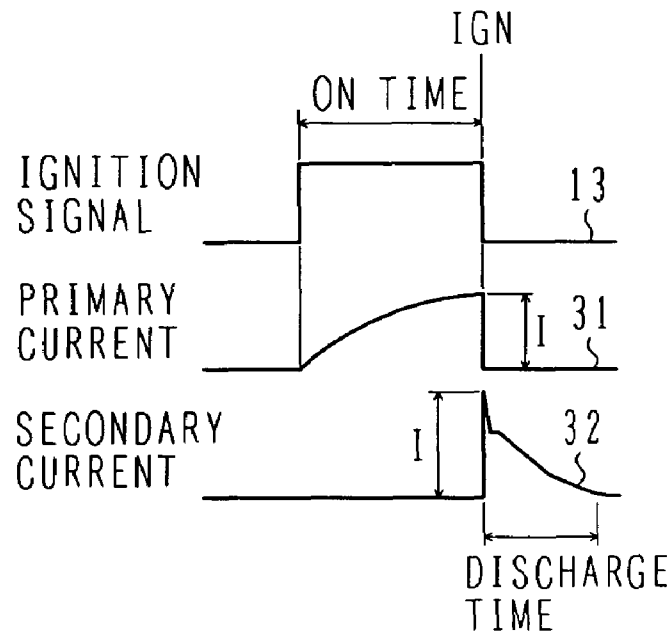 IGN
ON TIME
IGNITION
SIGNAL
13
PRIMARY
CURRENT
I
31
SECONDARY
CURRENT
I
32
DISCHARGE
TIME